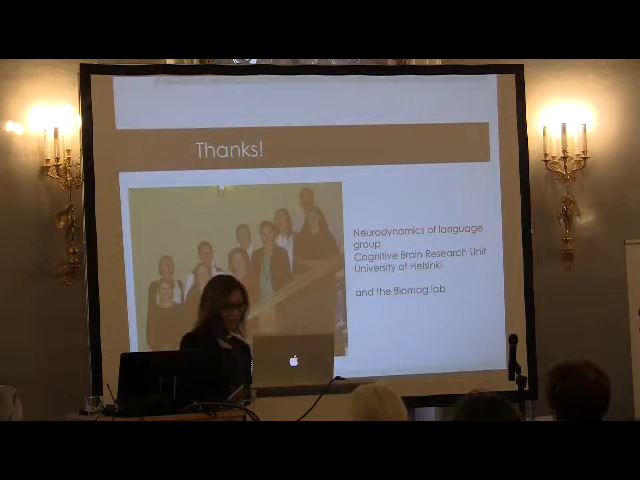 Thanks!
Neurodynamics of language
group
Cognitive Brain Research Unit
University of Helsinki
and the Biomag lab